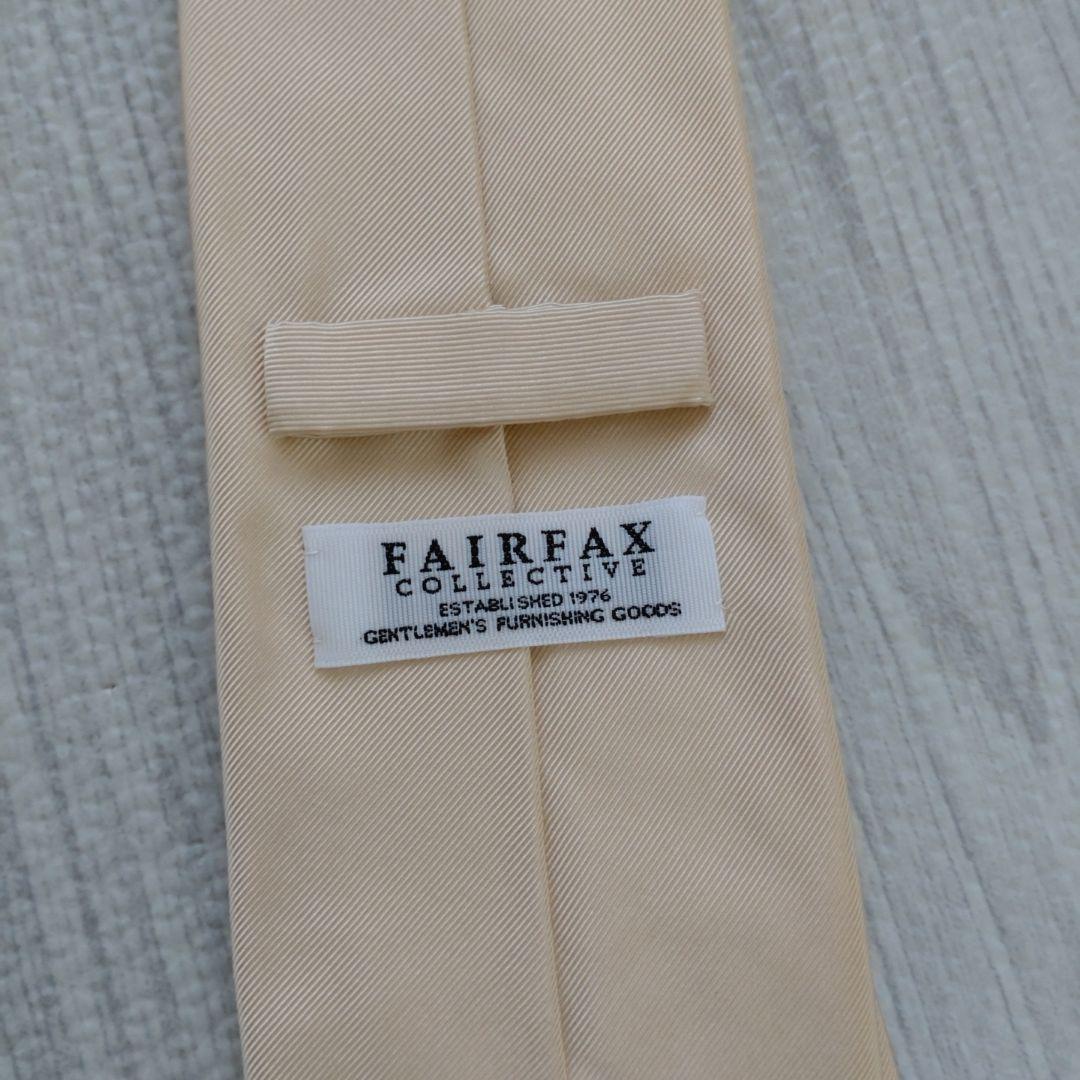 FAIRFAX
COLLECTIVE
ESTABLISHED 1976
GENTLEMEN'S FURNISHING GOODS